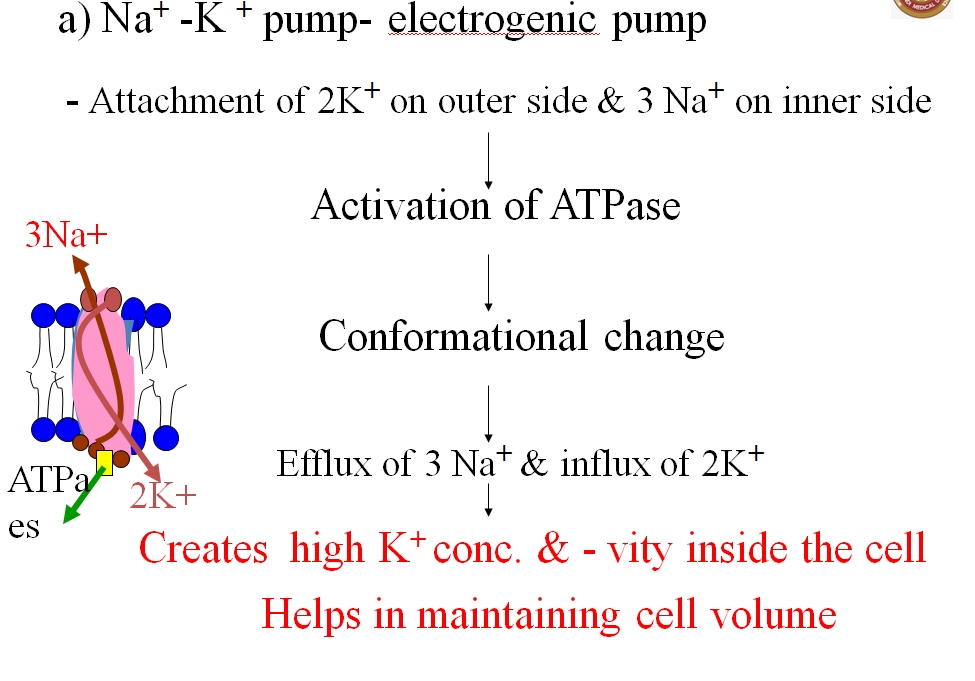 a) Na⁺ -K ⁺ pump- electrogenic pump
- Attachment of 2K⁺ on outer side & 3 Na⁺ on inner side
Activation of ATPase
3Na+
Conformational change
Efflux of 3 Na⁺ & influx of 2K⁺
ATPa
es
2K+
Creates high K⁺ conc. & - vity inside the cell
Helps in maintaining cell volume